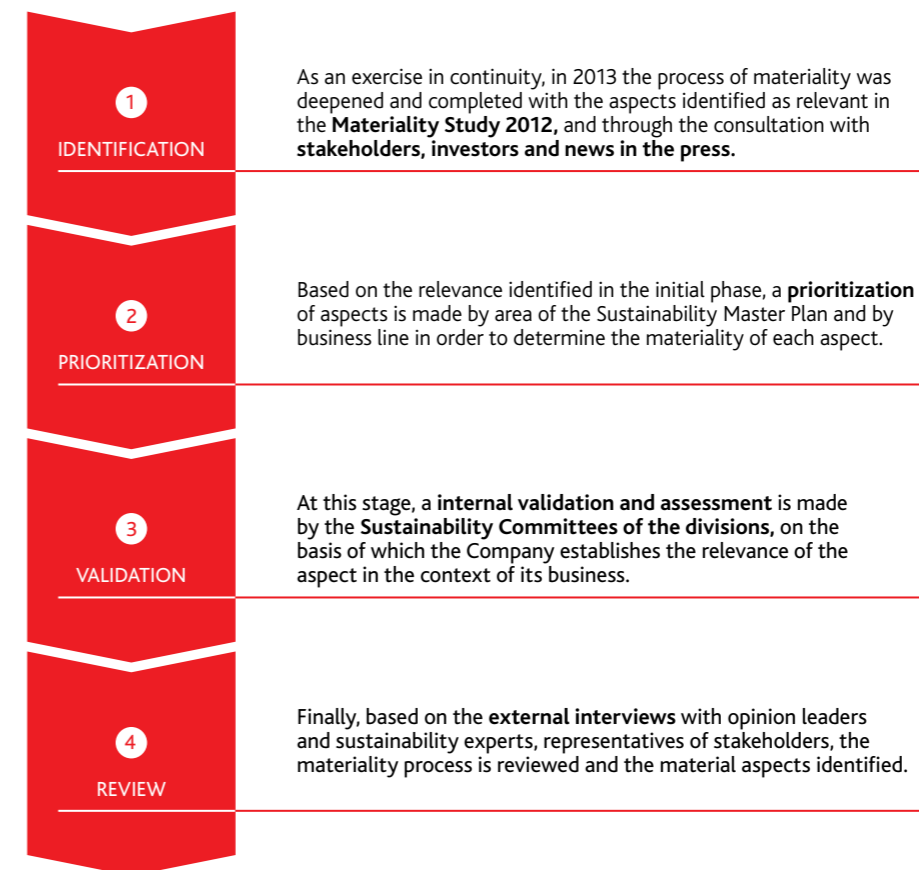 1
IDENTIFICATION
As an exercise in continuity, in 2013 the process of materiality was
deepened and completed with the aspects identified as relevant in
the Materiality Study 2012, and through the consultation with
stakeholders, investors and news in the press.
2
PRIORITIZATION
Based on the relevance identified in the initial phase, a prioritization
of aspects is made by area of the Sustainability Master Plan and by
business line in order to determine the materiality of each aspect.
3
VALIDATION
At this stage, a internal validation and assessment is made
by the Sustainability Committees of the divisions, on the
basis of which the Company establishes the relevance of the
aspect in the context of its business.
4
REVIEW
Finally, based on the external interviews with opinion leaders
and sustainability experts, representatives of stakeholders, the
materiality process is reviewed and the material aspects identified.